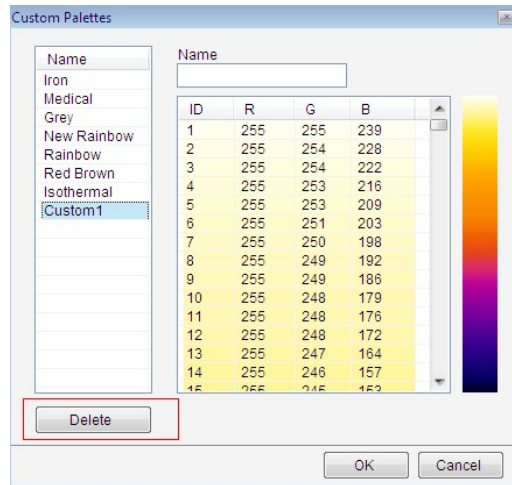 Custom Palettes
Name
Iron
Medical
Grey
New Rainbow
Rainbow
Red Brown
Isothermal
Custom1
Delete
Name
ID R G B
1 255 255 239
2 255 254 228
3 255 254 222
4 255 253 216
5 255 253 209
6 255 251 203
7 255 250 198
8 255 249 192
9 255 249 186
10 255 248 179
11 255 248 176
12 255 248 172
13 255 247 164
14 255 246 157
OK Cancel